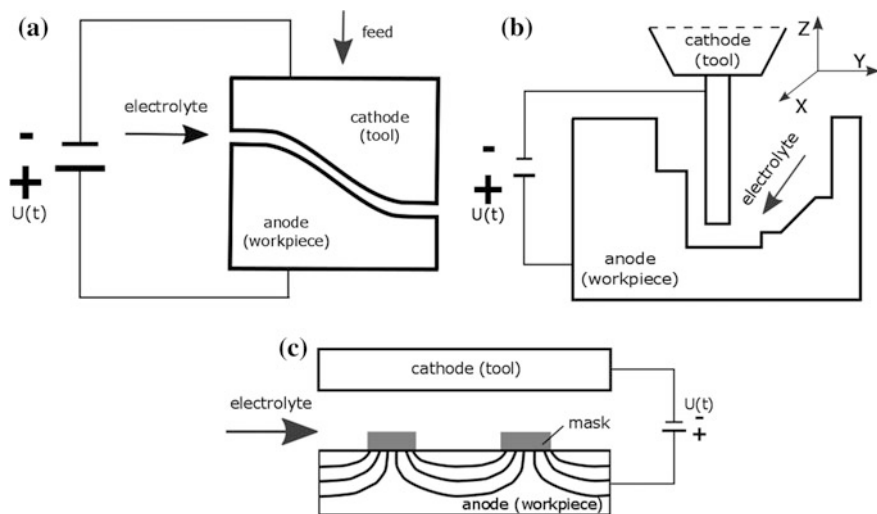 (a)
feed
electrolyte
cathode
(tool)
-
+
U(t)
anode
(workpiece)
(b)
cathode
(tool)
Z
Y
X
electrolyte
-
+
U(t)
anode
(workpiece)
(c)
cathode (tool)
electrolyte
mask
U(t)
-
+
anode (workpiece)